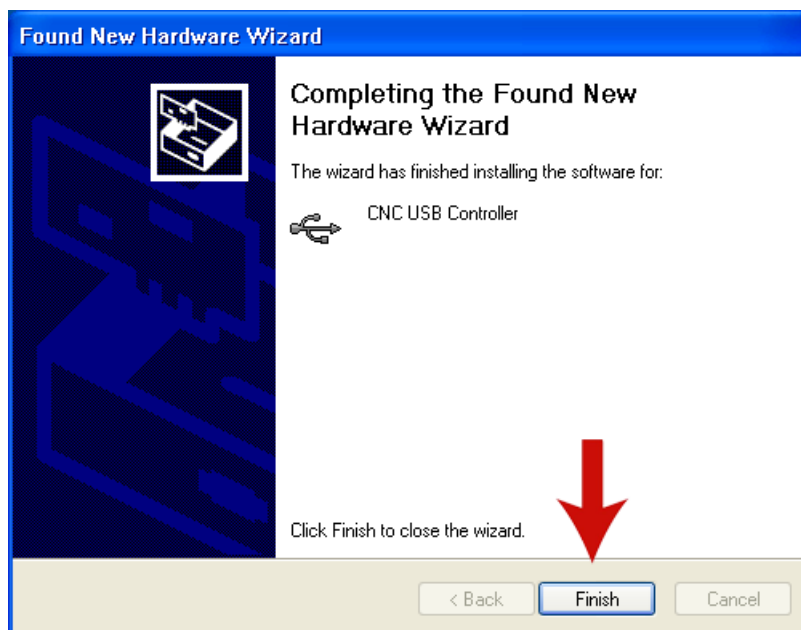 Found New Hardware Wizard
Completing the Found New
Hardware Wizard
The wizard has finished installing the software for:
CNC USB Controller
Click Finish to close the wizard.
< Back
Finish
Cancel